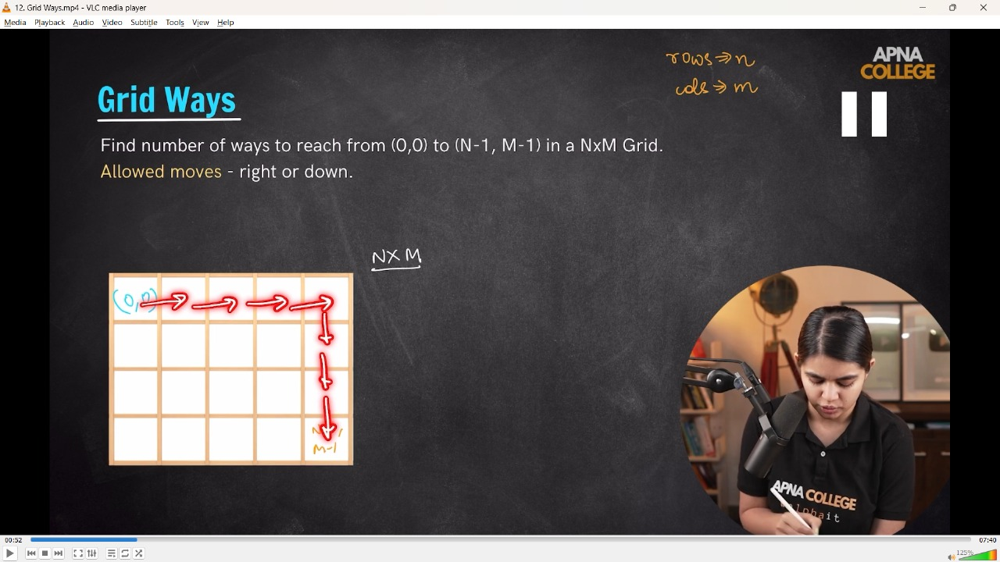 12. Grid Ways.mp4 - VLC media player
Media Playback Audio Video Subtitle Tools View Help
rows ⇒ n
cols ⇒ m
APNA
COLLEGE
Grid Ways
Find number of ways to reach from (0,0) to (N-1, M-1) in a NxM Grid.
Allowed moves - right or down.
NXM
(0,0)
M-1
APNA COLLEGE
alphait
00:52
07:40
125%